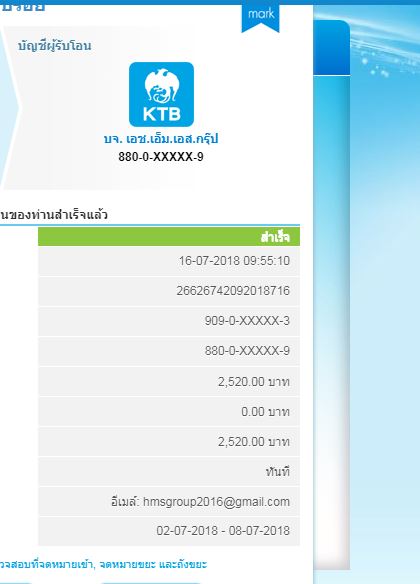 mark
บัญชีผู้รับโอน
KTB
บจ. เอช.เอ็ม.เอส.กรุ๊ป
880-0-XXXXX-9
นของท่านสำเร็จแล้ว
สำเร็จ
16-07-2018 09:55:10
26626742092018716
909-0-XXXXX-3
880-0-XXXXX-9
2,520.00 บาท
0.00 บาท
2,520.00 บาท
ทันที
อีเมล์: hmsgroup2016@gmail.com
02-07-2018 - 08-07-2018
วจสอบที่จดหมายเข้า, จดหมายขยะ และถังขยะ